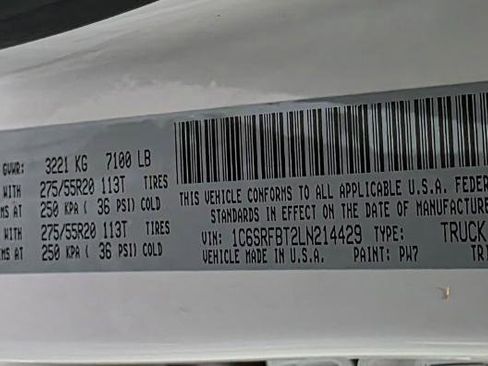 GVWR: 3221 KG 7100 LB
WITH 275/55R20 113T TIRES
MS AT 250 KPA ( 36 PSI) COLD
WITH 275/55R20 113T TIRES
MS AT 250 KPA ( 36 PSI) COLD
THIS VEHICLE CONFORMS TO ALL APPLICABLE U.S.A. FEDER
STANDARDS IN EFFECT ON THE DATE OF MANUFACTURE
VIN: 1C6SRFBT2LN214429 TYPE: TRUCK
VEHICLE MADE IN U.S.A. PAINT: PW7 TRI